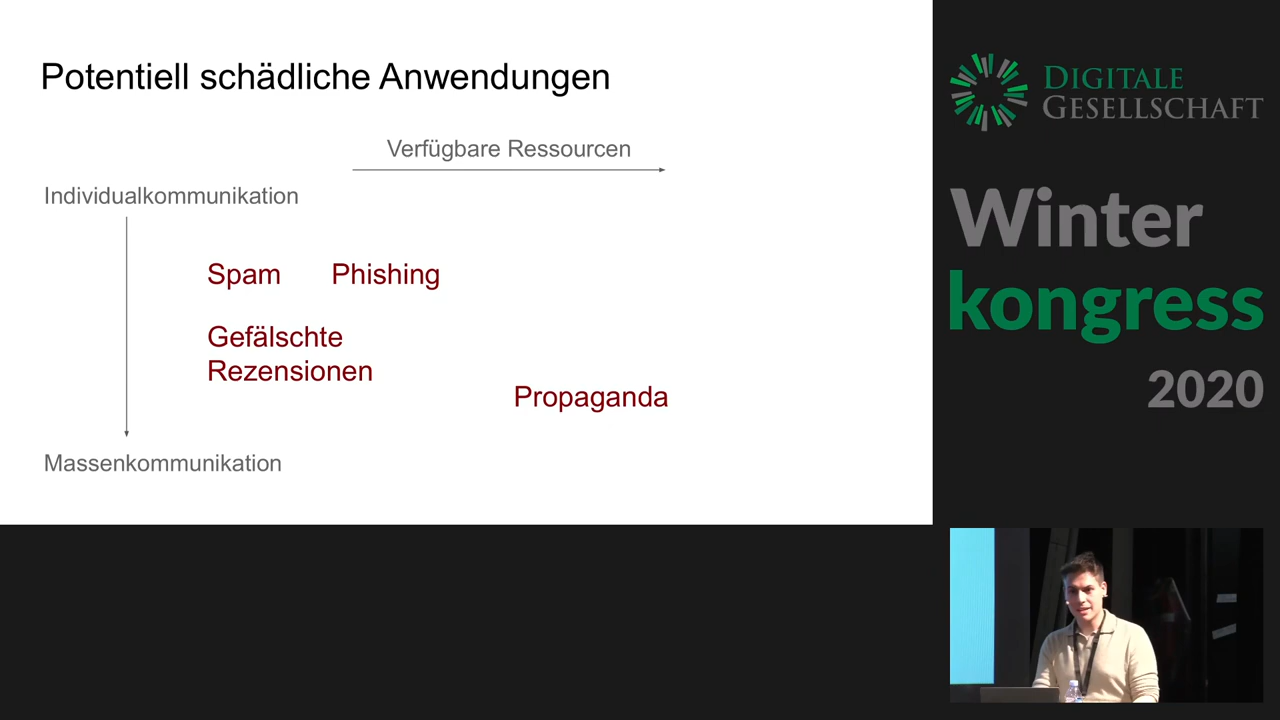 Potentiell schädliche Anwendungen
Verfügbare Ressourcen
Individualkommunikation
Spam
Phishing
Gefälschte
Rezensionen
Propaganda
Massenkommunikation
DIGITALE
GESELLSCHAFT
Winter
kongress
2020